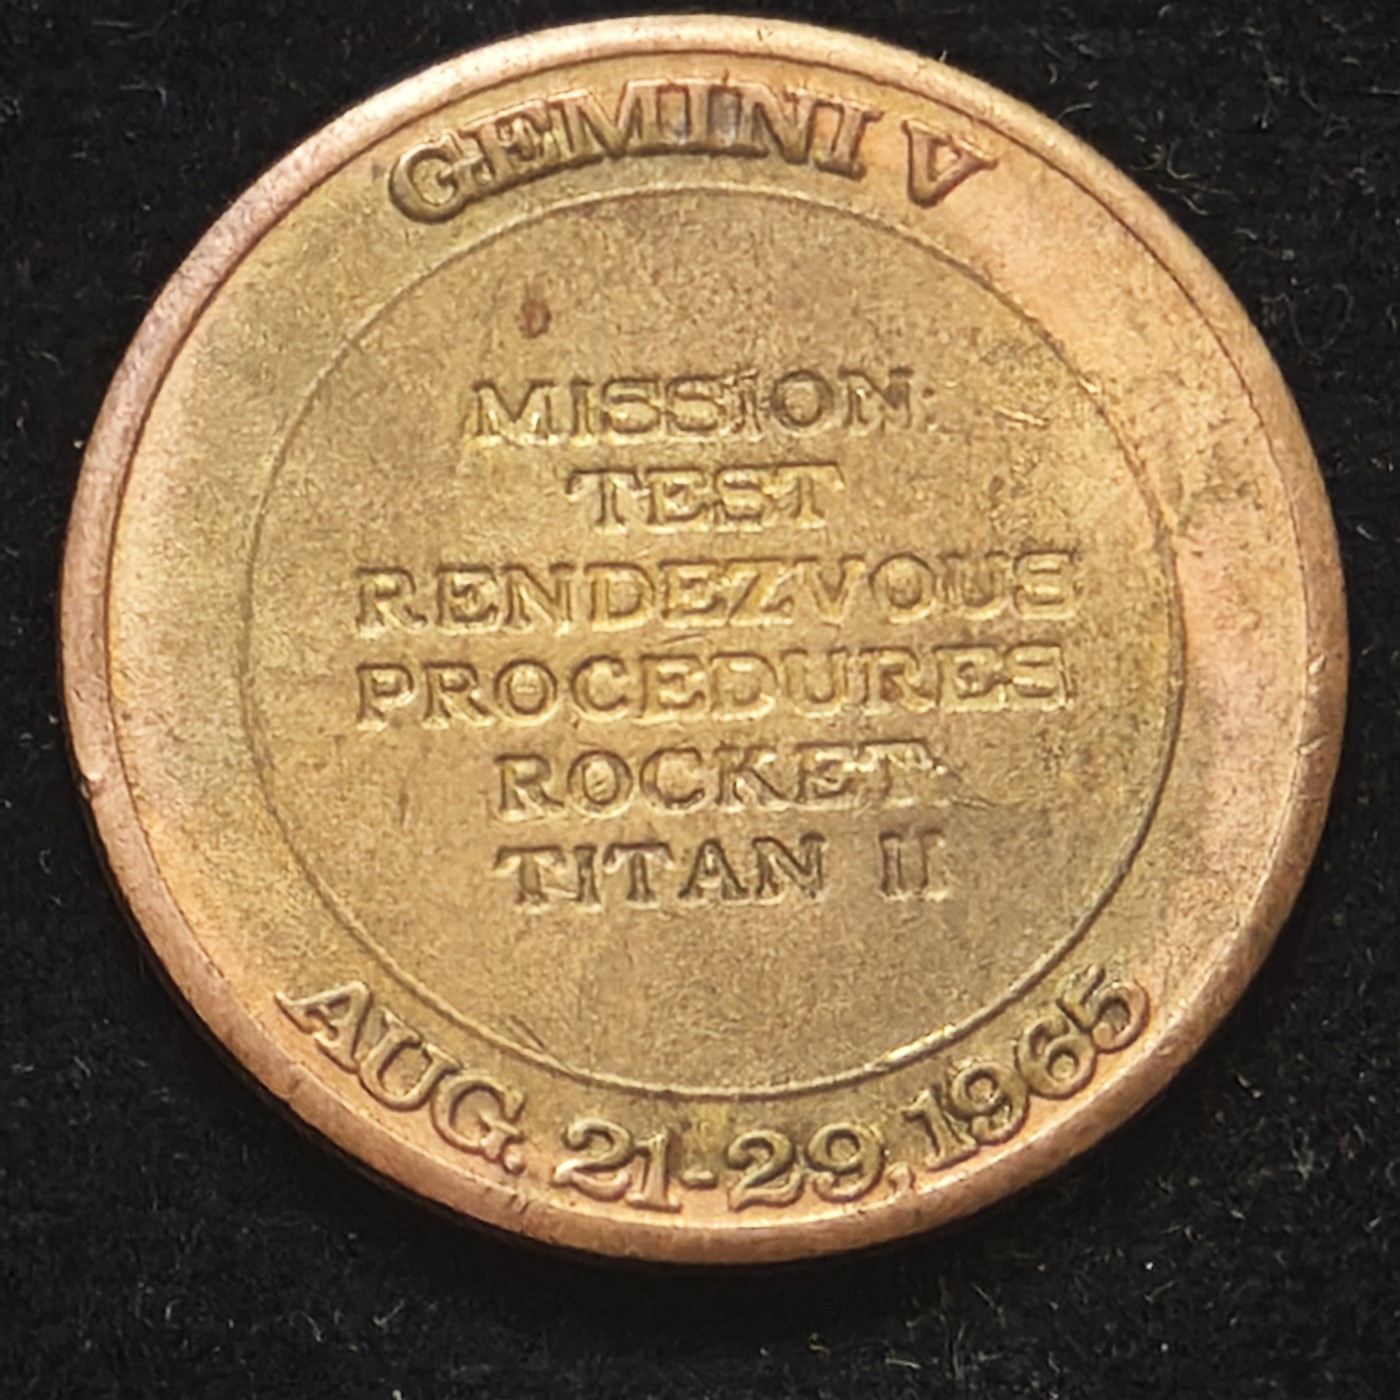 GEMINI V
MISSION:
TEST
RENDEZVOUS
PROCEDURES
ROCKET:
TITAN II
AUG. 21-29, 1965